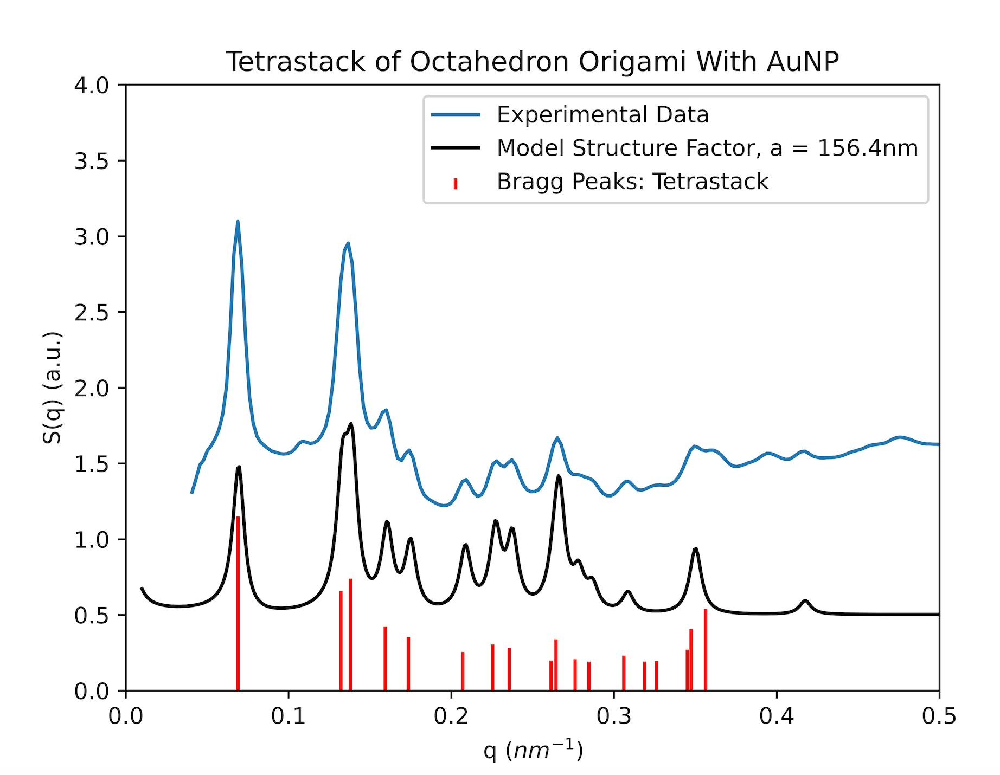 Tetrastack of Octahedron Origami With AuNP
Experimental Data
Model Structure Factor, a = 156.4nm
Bragg Peaks: Tetrastack
S(q) (a.u.)
4.0
3.5
3.0
2.5
2.0
1.5
1.0
0.5
0.0
0.0 0.1 0.2 0.3 0.4 0.5
q (nm⁻¹)